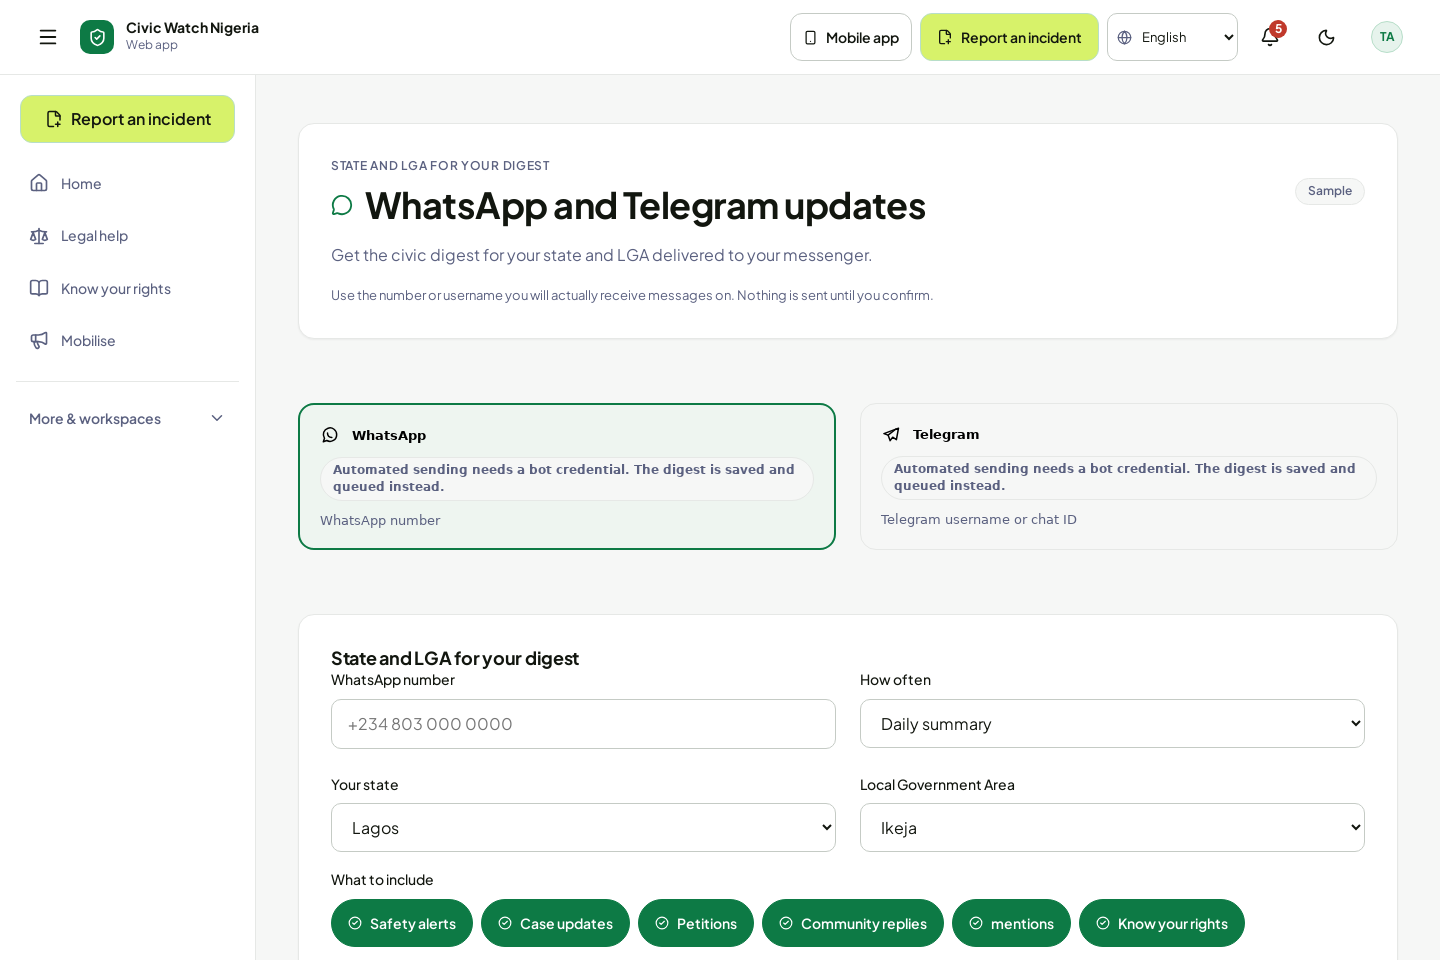 Civic Watch Nigeria
Web app
Mobile app
Report an incident
English
5
TA
Report an incident
Home
Legal help
Know your rights
Mobilise
More & workspaces
STATE AND LGA FOR YOUR DIGEST
WhatsApp and Telegram updates
Sample
Get the civic digest for your state and LGA delivered to your messenger.
Use the number or username you will actually receive messages on. Nothing is sent until you confirm.
WhatsApp
Automated sending needs a bot credential. The digest is saved and
queued instead.
WhatsApp number
Telegram
Automated sending needs a bot credential. The digest is saved and
queued instead.
Telegram username or chat ID
State and LGA for your digest
WhatsApp number
+234 803 000 0000
How often
Daily summary
Your state
Lagos
Local Government Area
Ikeja
What to include
Safety alerts
Case updates
Petitions
Community replies
mentions
Know your rights